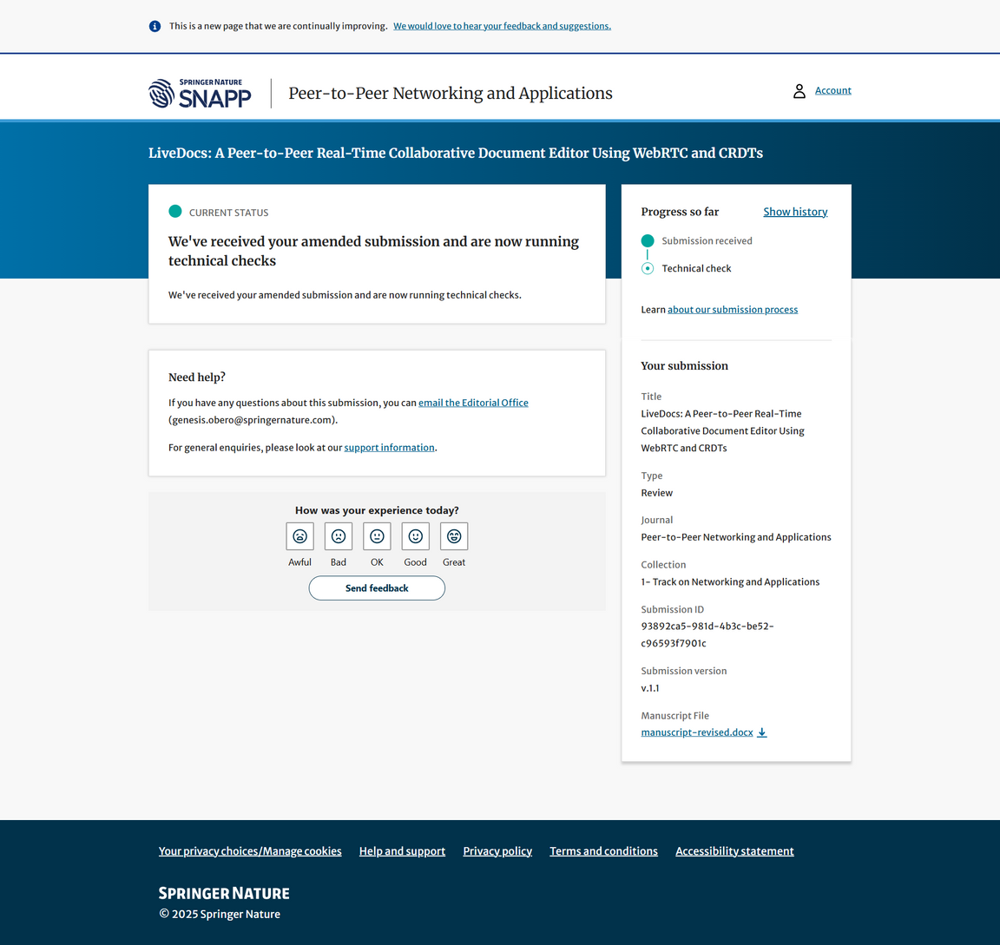 This is a new page that we are continually improving. We would love to hear your feedback and suggestions.
SPRINGER NATURE
SNAPP
Peer-to-Peer Networking and Applications
Account
LiveDocs: A Peer-to-Peer Real-Time Collaborative Document Editor Using WebRTC and CRDTs
CURRENT STATUS
We've received your amended submission and are now running
technical checks
We've received your amended submission and are now running technical checks.
Need help?
If you have any questions about this submission, you can email the Editorial Office
(genesis.obero@springernature.com).
For general enquiries, please look at our support information.
How was your experience today?
Awful Bad OK Good Great
Send feedback
Progress so far Show history
Submission received
Technical check
Learn about our submission process
Your submission
Title
LiveDocs: A Peer-to-Peer Real-Time
Collaborative Document Editor Using
WebRTC and CRDTs
Type
Review
Journal
Peer-to-Peer Networking and Applications
Collection
1- Track on Networking and Applications
Submission ID
93892ca5-981d-4b3c-be52-
c96593f7901c
Submission version
v.1.1
Manuscript File
manuscript-revised.docx
Your privacy choices/Manage cookies Help and support Privacy policy Terms and conditions Accessibility statement
SPRINGER NATURE
© 2025 Springer Nature